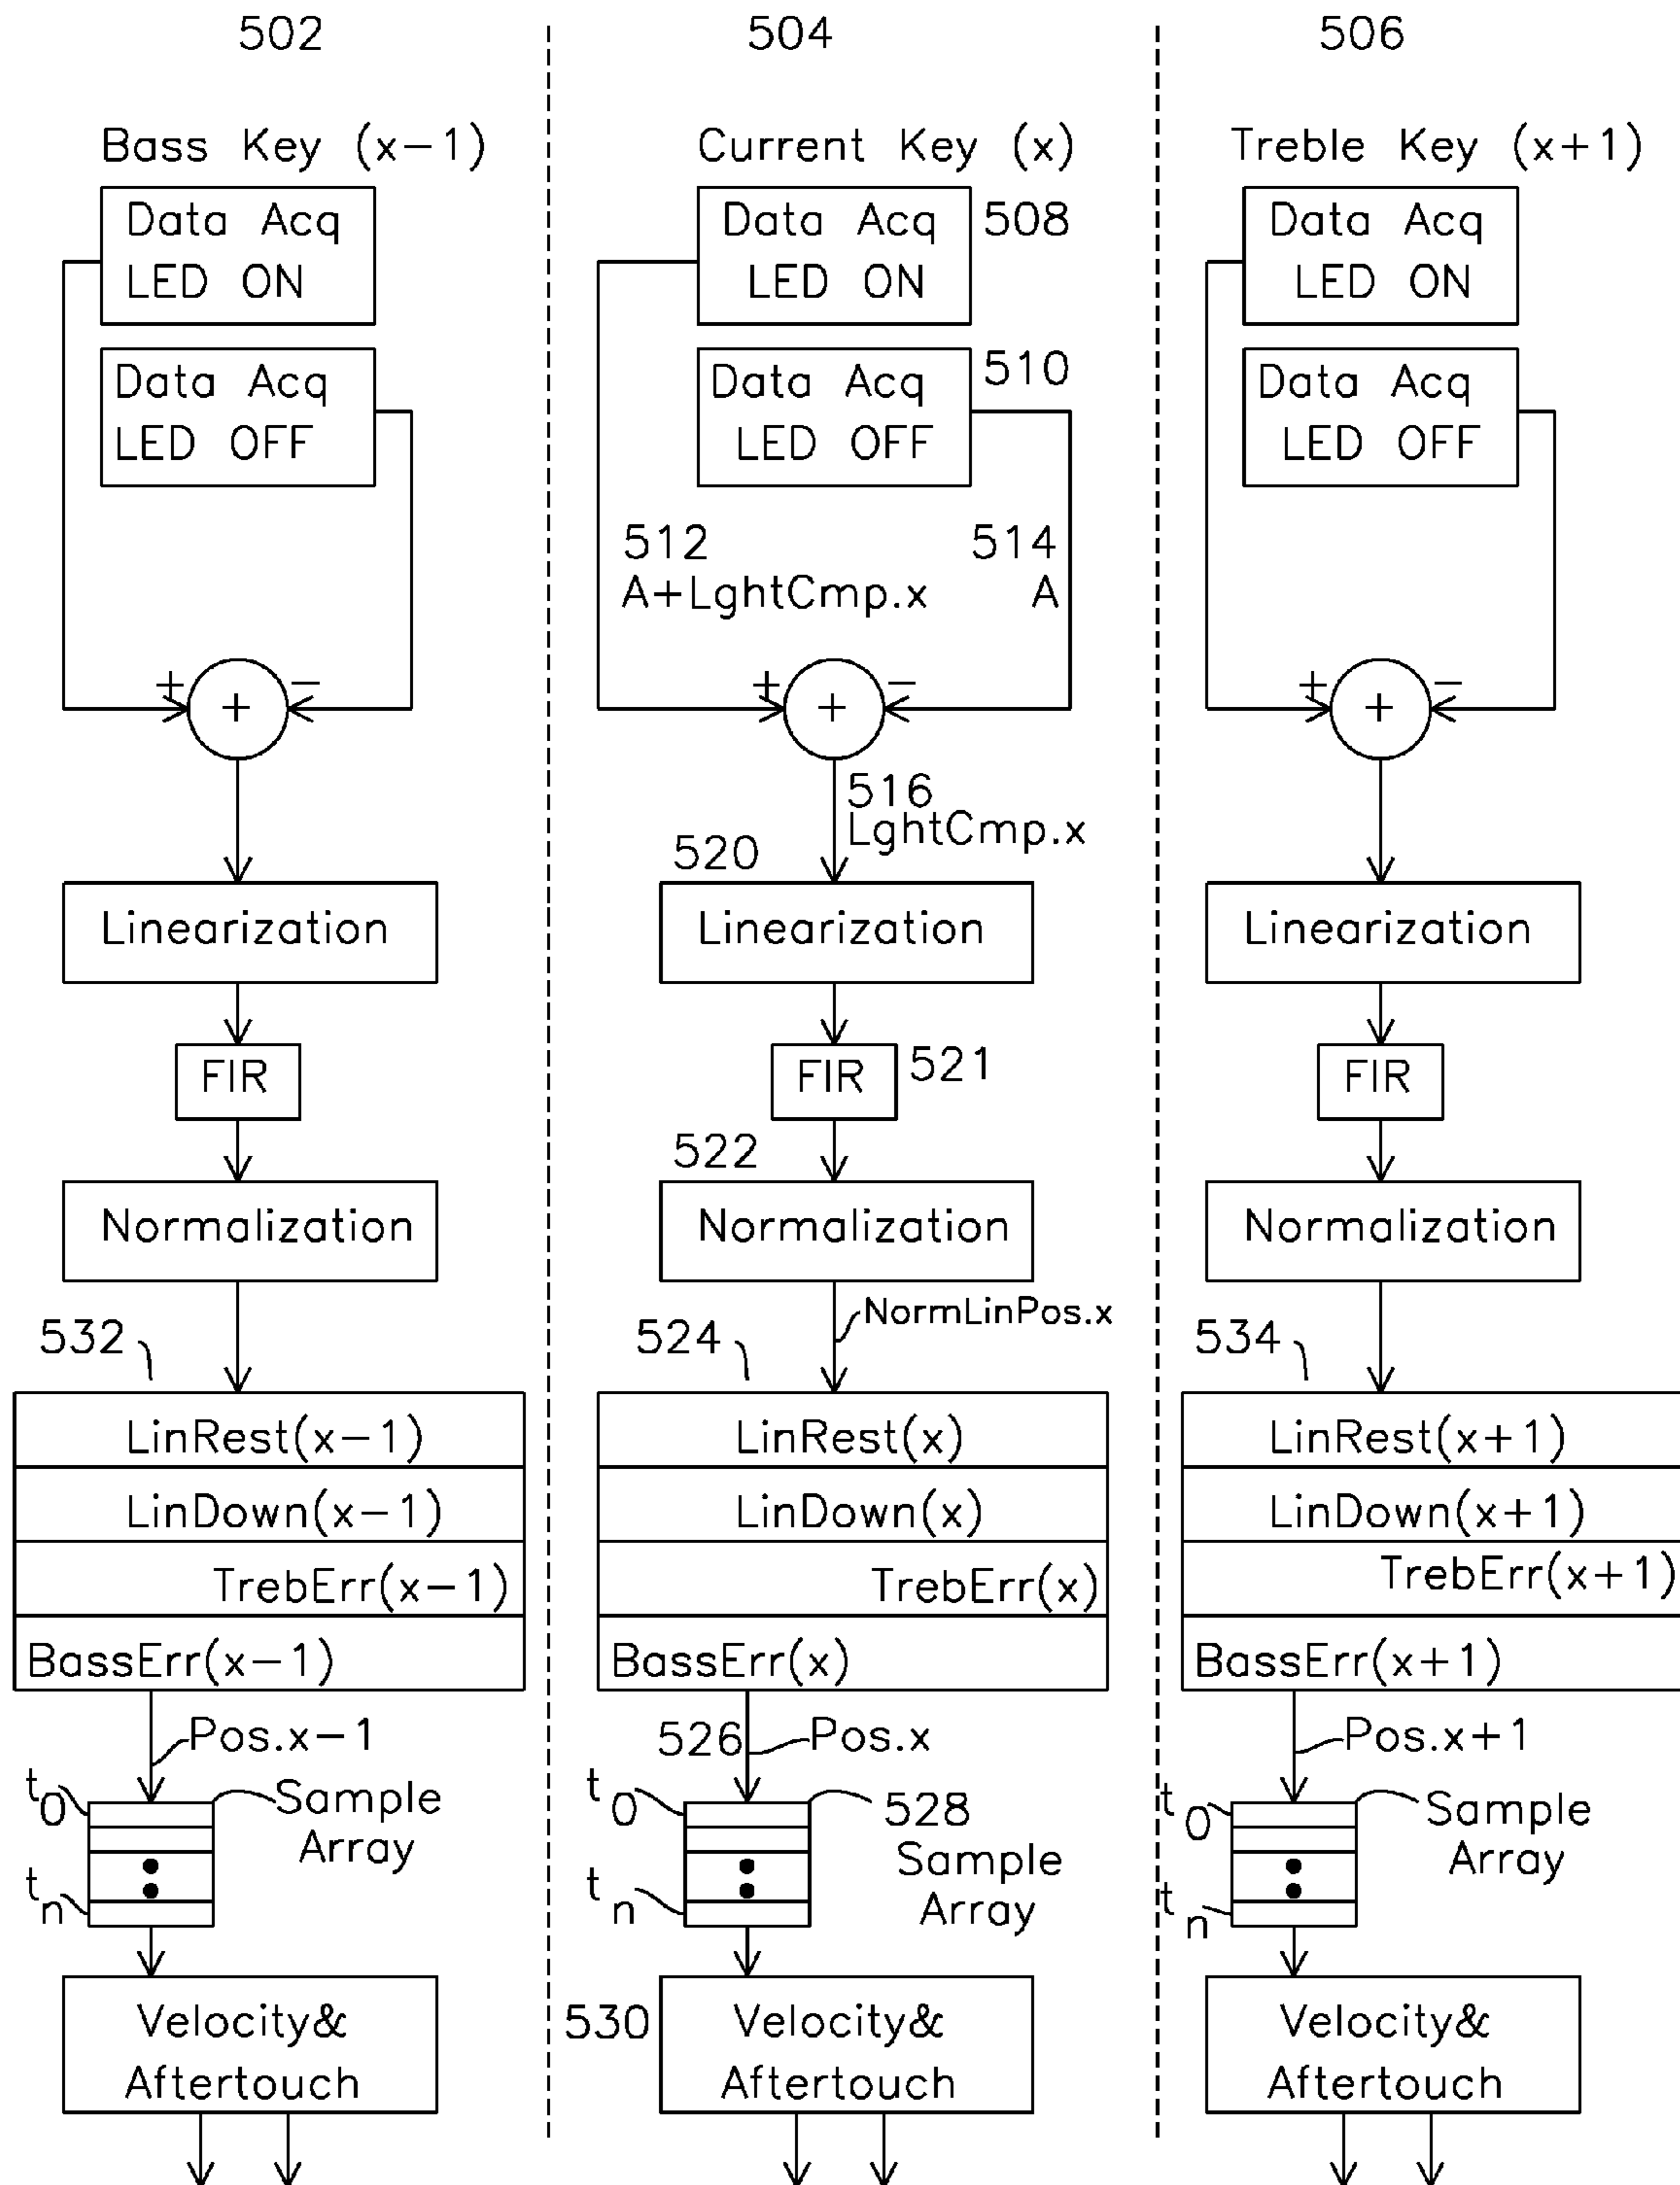 502
504
506
Bass Key (x-1)
Current Key (x)
Treble Key (x+1)
Data Acq
LED ON
Data Acq
LED ON
508
Data Acq
LED ON
Data Acq
LED OFF
Data Acq
LED OFF
510
Data Acq
LED OFF
512
A+LghtCmp.x
514
A
+
−
+
+
−
+
+
−
+
516
LghtCmp.x
520
Linearization
Linearization
Linearization
FIR
FIR
521
FIR
522
Normalization
Normalization
Normalization
NormLinPos.x
532
524
534
LinRest(x-1)
LinDown(x-1)
TrebErr(x-1)
BassErr(x-1)
LinRest(x)
LinDown(x)
TrebErr(x)
BassErr(x)
LinRest(x+1)
LinDown(x+1)
TrebErr(x+1)
BassErr(x+1)
Pos.x-1
526
Pos.x
Pos.x+1
t0
Sample
Array
tn
t0
528
Sample
Array
tn
t0
Sample
Array
tn
Velocity&
Aftertouch
530
Velocity&
Aftertouch
Velocity&
Aftertouch